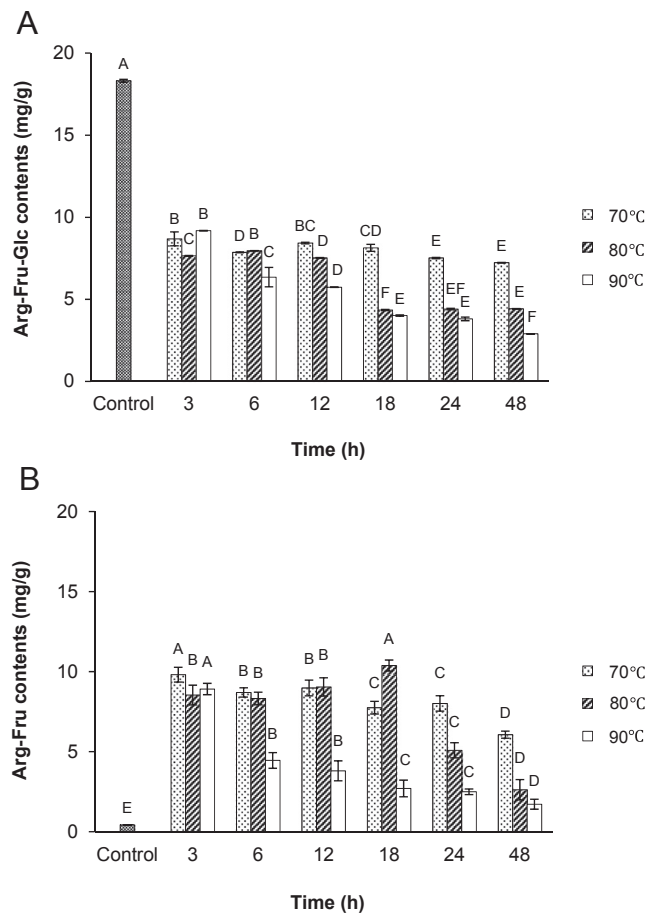 A
Arg-Fru-Glc contents (mg/g)
20
15
10
5
0
A
B C B
D B C
BC D D
CD F E
E EF E
E E F
70℃
80℃
90℃
Control 3 6 12 18 24 48
Time (h)
B
Arg-Fru contents (mg/g)
20
15
10
5
0
E
A B A
B B B
B B B
C A C
C C C
D D D
70℃
80℃
90℃
Control 3 6 12 18 24 48
Time (h)